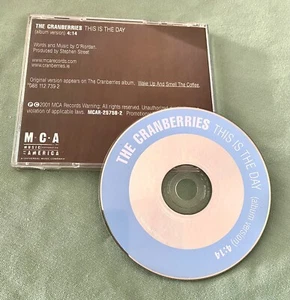 THE CRANBERRIES THIS IS THE DAY
(album version) 4:14
Words and Music by O'Riordan.
Produced by Stephen Street
www.mcarecords.com
www.cranberries.ie
Original version appears on The Cranberries album, Wake Up And Smell The Coffee.
088 112 739 2
℗©2001 MCA Records Warning: All rights reserved. Unauthorized
violation of applicable laws. MCAR-25798-2 Promotional
M•C•A
MUSIC
AMERICA
THE CRANBERRIES THIS IS THE DAY (album version) 4:14